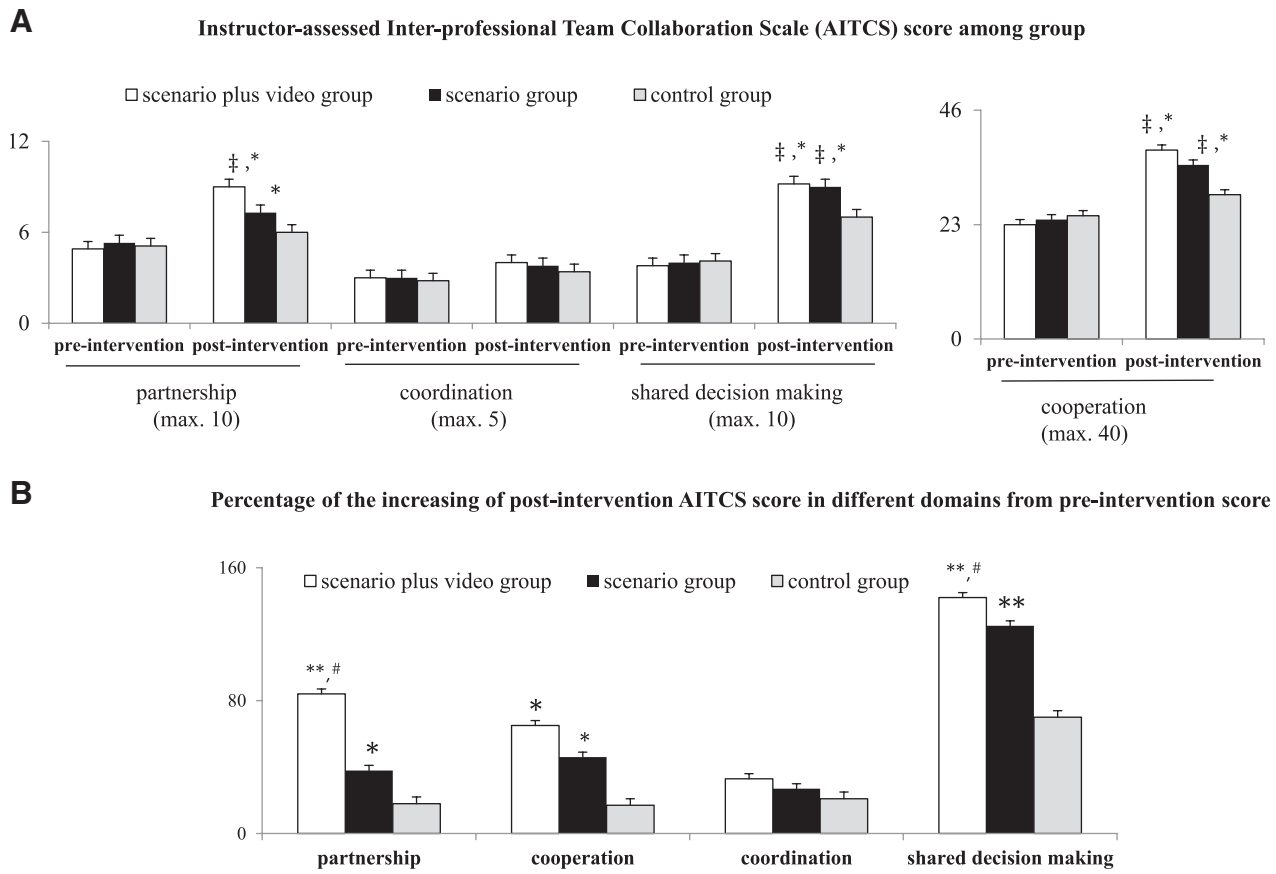 A
Instructor-assessed Inter-professional Team Collaboration Scale (AITCS) score among group
scenario plus video group scenario group control group
12
6
0
‡ ,*
*
‡ ,* ‡ ,*
pre-intervention post-intervention pre-intervention post-intervention pre-intervention post-intervention
partnership
(max. 10)
coordination
(max. 5)
shared decision making
(max. 10)
46
23
0
‡ ,*
‡ ,*
pre-intervention post-intervention
cooperation
(max. 40)
B
Percentage of the increasing of post-intervention AITCS score in different domains from pre-intervention score
scenario plus video group scenario group control group
160
80
0
**, #
*
*
*
**, #
**
partnership cooperation coordination shared decision making